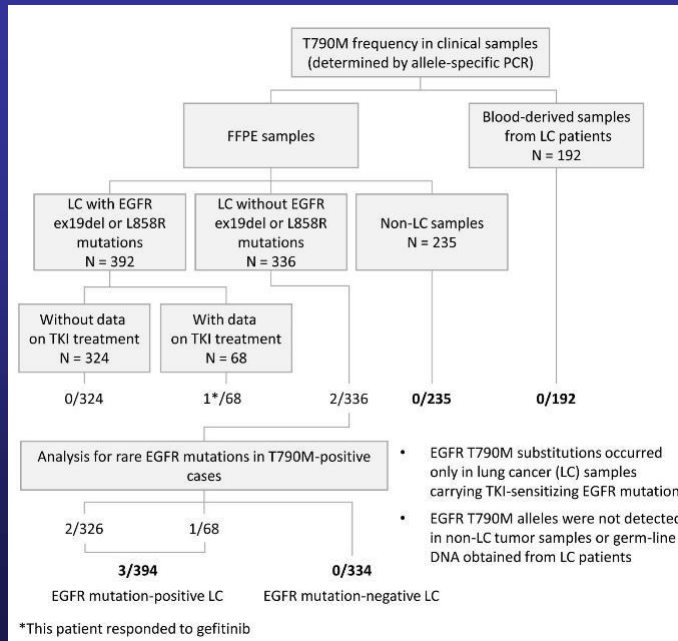 T790M frequency in clinical samples
(determined by allele-specific PCR)
FFPE samples
Blood-derived samples
from LC patients
N = 192
LC with EGFR
ex19del or L858R
mutations
N = 392
LC without EGFR
ex19del or L858R
mutations
N = 336
Non-LC samples
N = 235
Without data
on TKI treatment
N = 324
With data
on TKI treatment
N = 68
0/324
1*/68
2/336
0/235
0/192
Analysis for rare EGFR mutations in T790M-positive
cases
2/326
1/68
3/394
0/334
EGFR mutation-positive LC
EGFR mutation-negative LC
• EGFR T790M substitutions occurred
only in lung cancer (LC) samples
carrying TKI-sensitizing EGFR mutation
• EGFR T790M alleles were not detected
in non-LC tumor samples or germ-line
DNA obtained from LC patients
*This patient responded to gefitinib